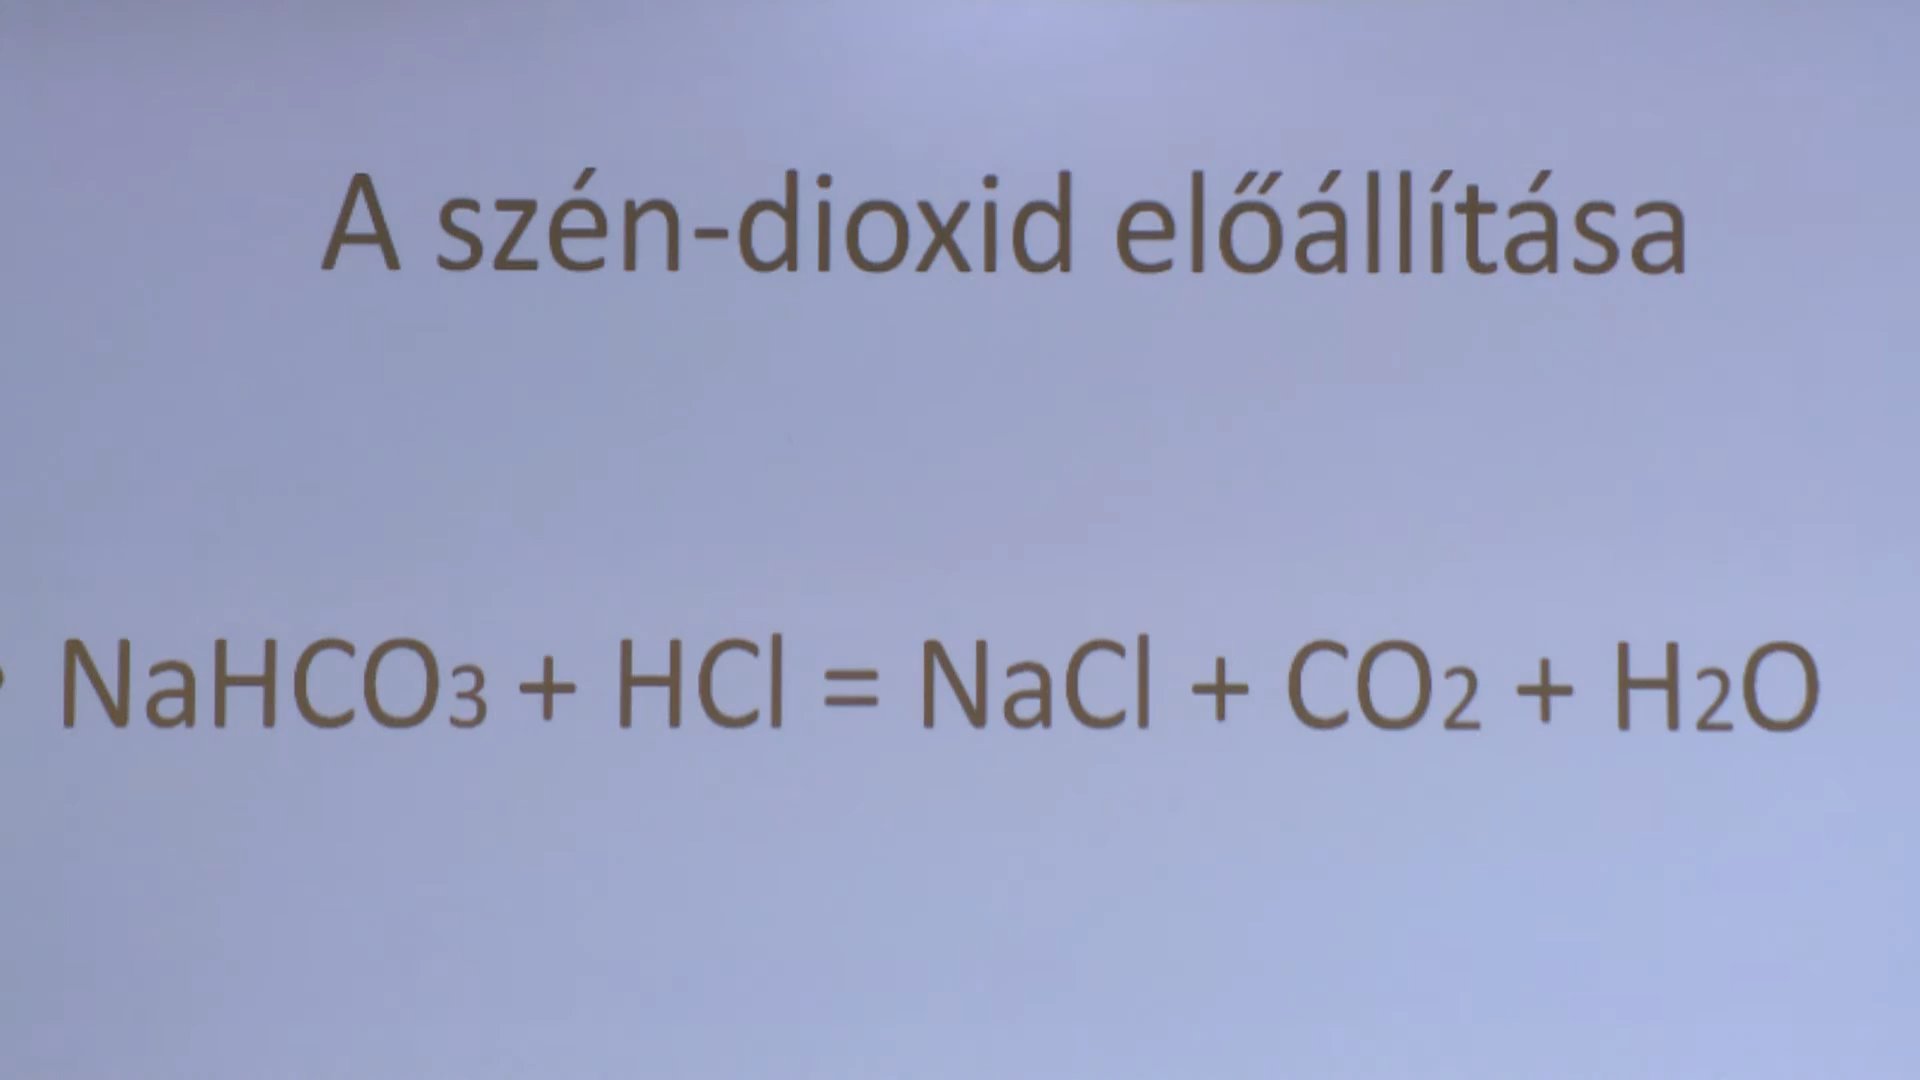 A szén-dioxid előállítása
• NaHCO3 + HCl = NaCl + CO2 + H2O